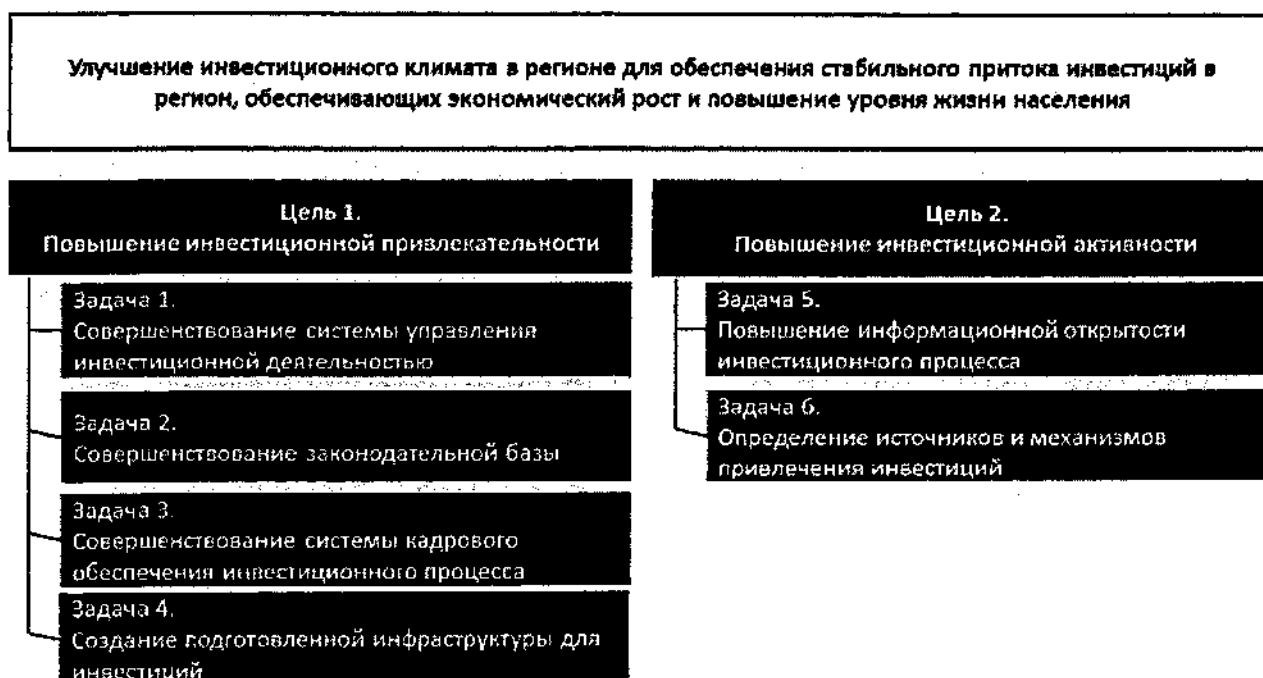 Улучшение инвестиционного климата в регионе для обеспечения стабильного притока инвестиций в
регион, обеспечивающих экономический рост и повышение уровня жизни населения
Цель 1.
Повышение инвестиционной привлекательности
Задача 1.
Совершенствование системы управления
инвестиционной деятельностью
Задача 2.
Совершенствование законодательной базы
Задача 3.
Совершенствование системы кадрового
обеспечения инвестиционного процесса
Задача 4.
Создание подготовленной инфраструктуры для
инвестиций
Цель 2.
Повышение инвестиционной активности
Задача 5.
Повышение информационной открытости
инвестиционного процесса
Задача 6.
Определение источников и механизмов
привлечения инвестиций